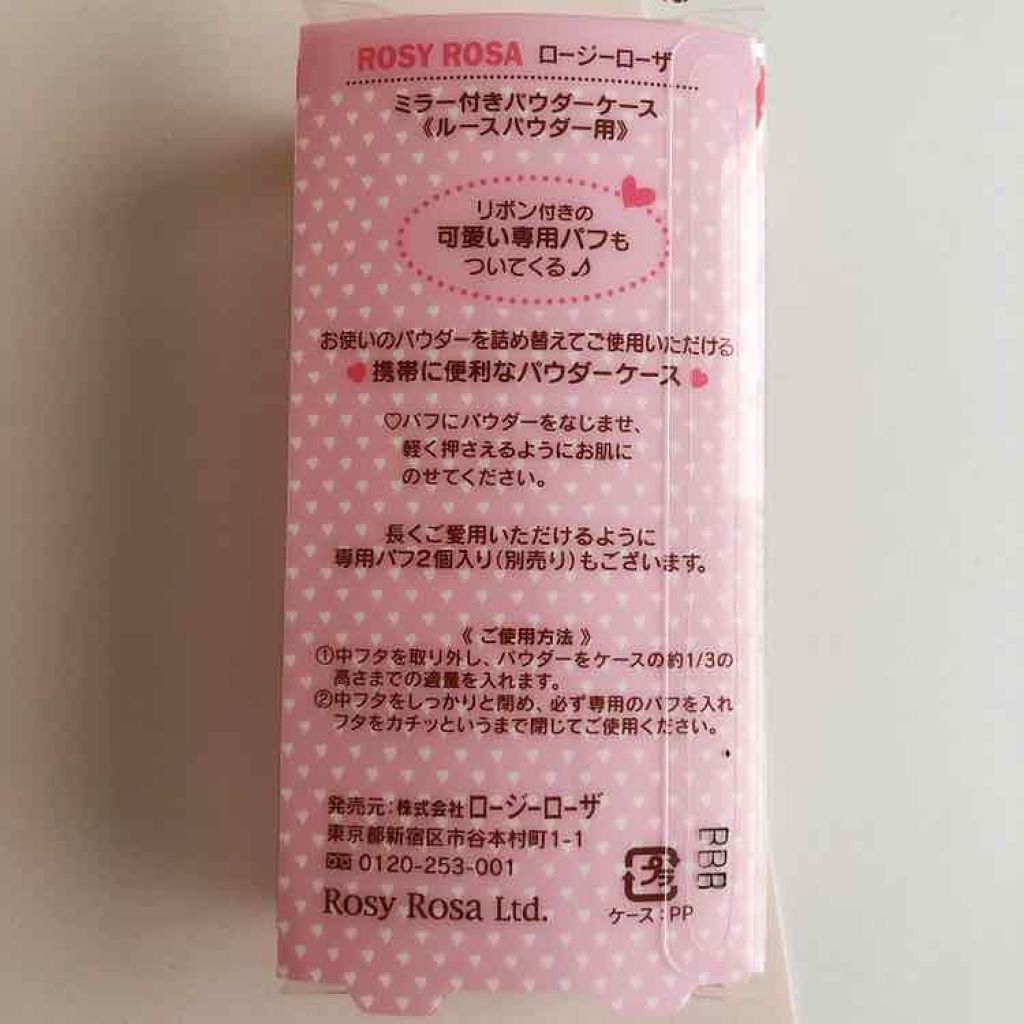 ROSY ROSA ロージーローザ
ミラー付きパウダーケース
《ルースパウダー用》
リボン付きの
可愛い専用パフも
ついてくる♪
お使いのパウダーを詰め替えてご使用いただける
携帯に便利なパウダーケース
♡パフにパウダーをなじませ、
軽く押さえるようにお肌に
のせてください。
長くご愛用いただけるように
専用パフ2個入り(別売り)もございます。
《 ご使用方法 》
①中フタを取り外し、パウダーをケースの約1/3の
高さまでの適量を入れます。
②中フタをしっかりと閉め、必ず専用のパフを入れ
フタをカチッというまで閉じてご使用ください。
発売元:株式会社ロージーローザ
東京都新宿区市谷本村町1-1
0120-253-001
Rosy Rosa Ltd.
プラ
ケース:PP